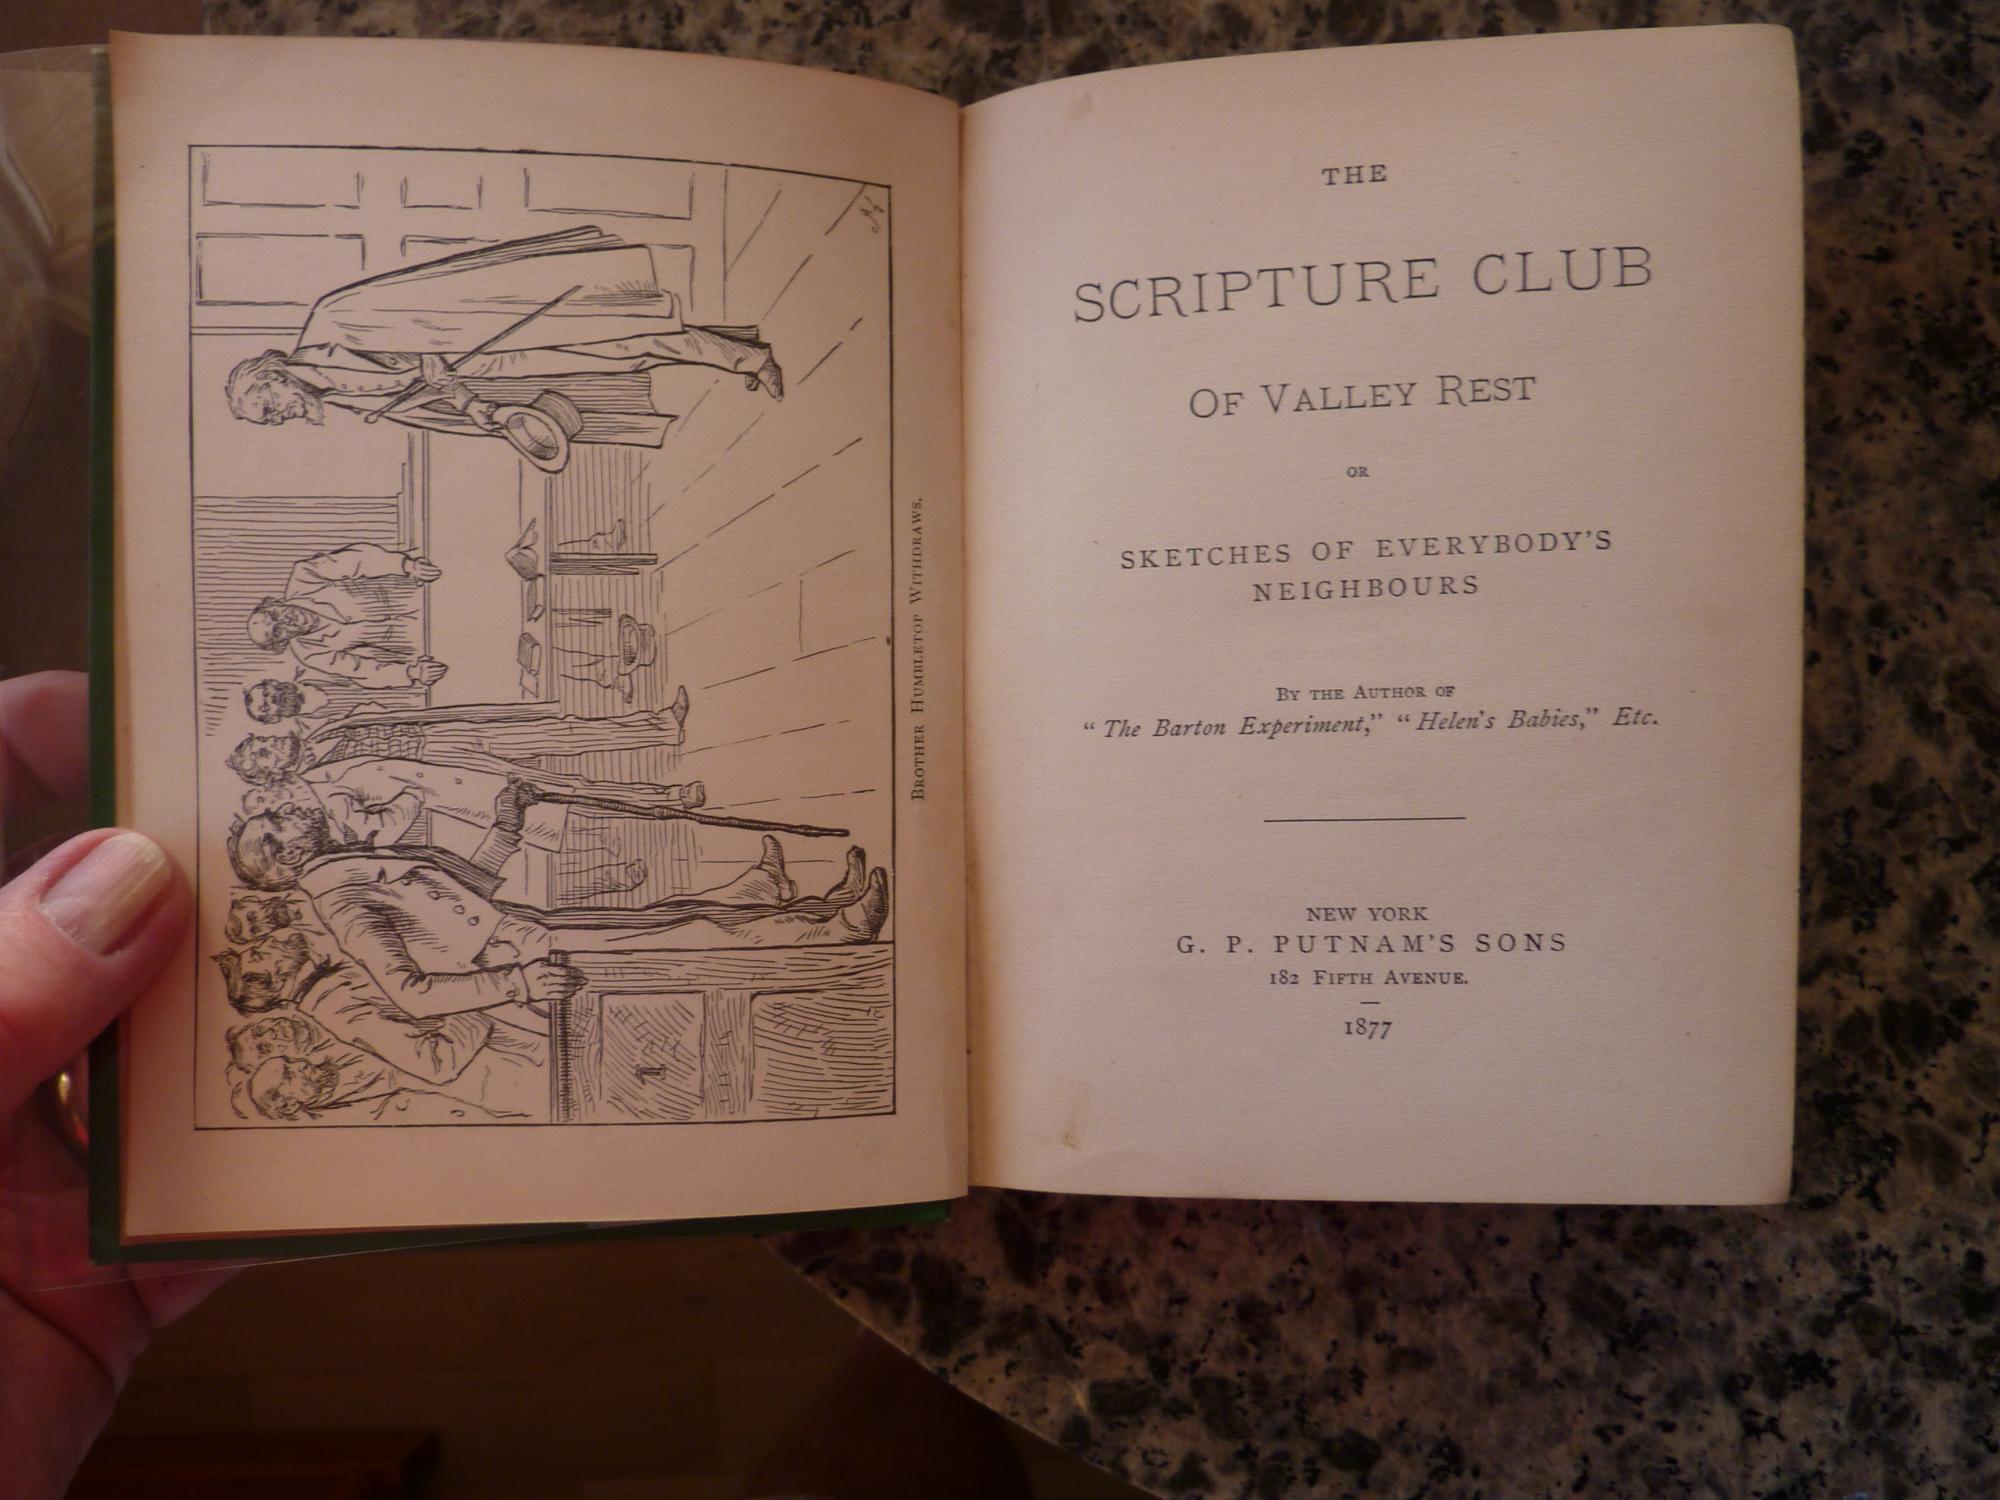 BROTHER HUMBLETOP WITHDRAWS.
THE
SCRIPTURE CLUB
OF VALLEY REST
OR
SKETCHES OF EVERYBODY'S
NEIGHBOURS
BY THE AUTHOR OF
“The Barton Experiment,” “Helen's Babies,” Etc.
NEW YORK
G. P. PUTNAM'S SONS
182 FIFTH AVENUE.
1877